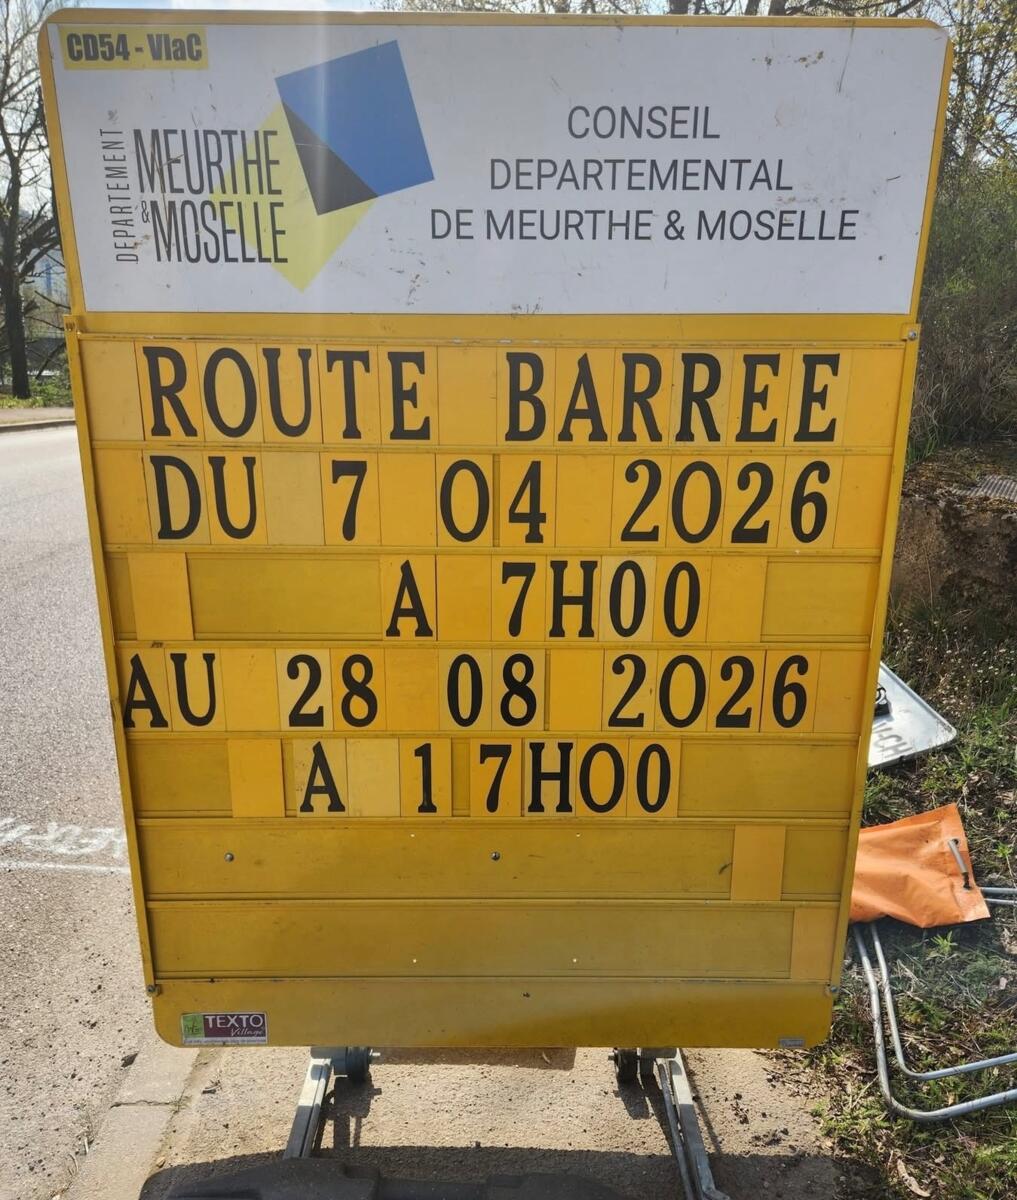 CD54 - VIaC
DEPARTEMENT
MEURTHE
& MOSELLE
CONSEIL
DEPARTEMENTAL
DE MEURTHE & MOSELLE
ROUTE BARREE
DU 7 04 2026
A 7H00
AU 28 08 2026
A 17H00
TEXTO
Village